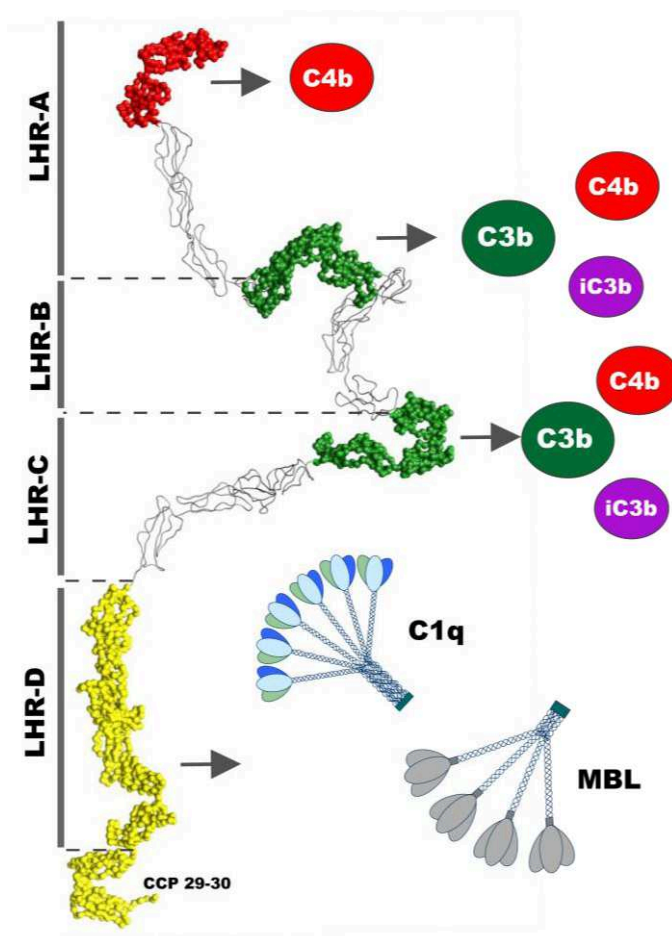 LHR-A
C4b
C4b
C3b
iC3b
LHR-B
C4b
C3b
LHR-C
iC3b
C1q
LHR-D
MBL
CCP 29-30